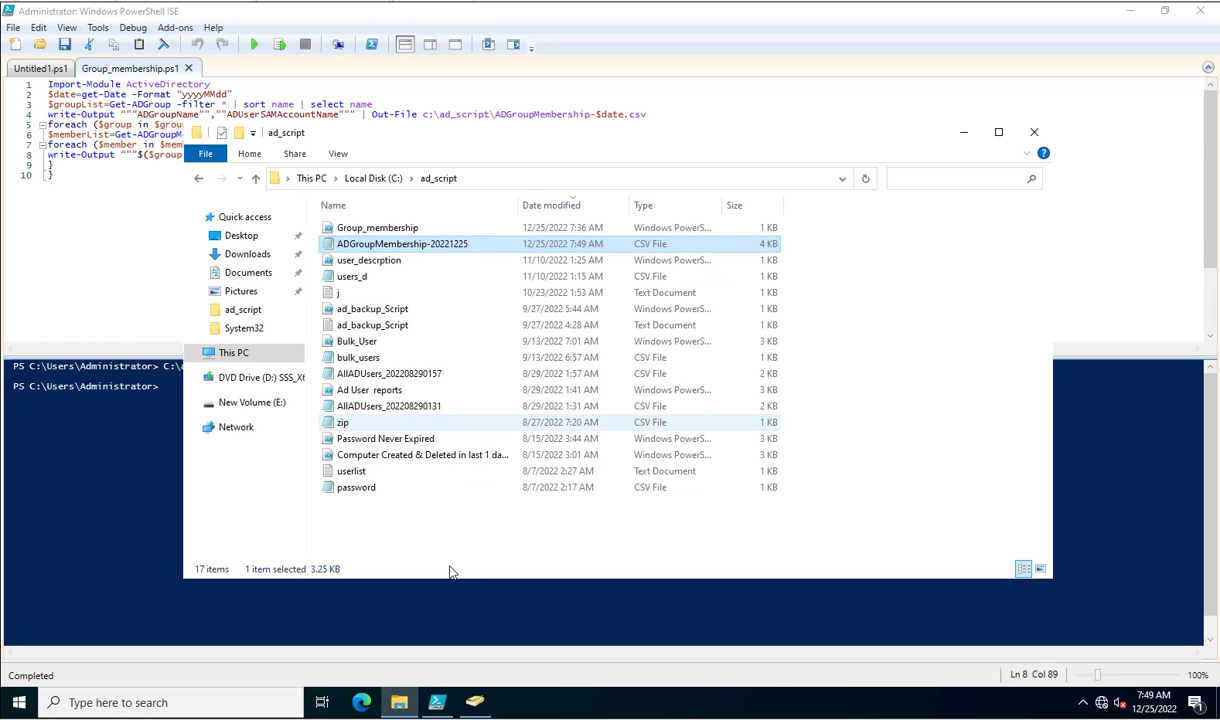 Administrator: Windows PowerShell ISE
File Edit View Tools Debug Add-ons Help
Untitled1.ps1 Group_membership.ps1
1 Import-Module ActiveDirectory
2 $date=get-Date -Format "yyyyMMdd"
3 $groupList=Get-ADGroup -filter * | sort name | select name
4 write-Output """ADGroupName"",""ADUserSAMAccountName""" | Out-File c:\ad_script\ADGroupMembership-$date.csv
5 foreach ($group in $group
6 $memberList=Get-ADGroupM
7 foreach ($member in $mem
8 write-Output """$($group
9 }
10 }
ad_script
File Home Share View
This PC Local Disk (C:) ad_script
Name Date modified Type Size
Quick access
Desktop
Downloads
Documents
Pictures
ad_script
System32
This PC
DVD Drive (D:) SSS_X6
New Volume (E:)
Network
Group_membership 12/25/2022 7:36 AM Windows PowerS... 1 KB
ADGroupMembership-20221225 12/25/2022 7:49 AM CSV File 4 KB
user_descrption 11/10/2022 1:25 AM Windows PowerS... 1 KB
users_d 11/10/2022 1:15 AM CSV File 1 KB
j 10/23/2022 1:53 AM Text Document 1 KB
ad_backup_Script 9/27/2022 5:44 AM Windows PowerS... 1 KB
ad_backup_Script 9/27/2022 4:28 AM Text Document 1 KB
Bulk_User 9/13/2022 7:01 AM Windows PowerS... 3 KB
bulk_users 9/13/2022 6:57 AM CSV File 1 KB
AllADUsers_202208290157 8/29/2022 1:57 AM CSV File 2 KB
Ad User reports 8/29/2022 1:41 AM Windows PowerS... 3 KB
AllADUsers_202208290131 8/29/2022 1:31 AM CSV File 2 KB
zip 8/27/2022 7:20 AM CSV File 1 KB
Password Never Expired 8/15/2022 3:44 AM Windows PowerS... 3 KB
Computer Created & Deleted in last 1 da... 8/15/2022 3:01 AM Windows PowerS... 3 KB
userlist 8/7/2022 2:27 AM Text Document 1 KB
password 8/7/2022 2:17 AM CSV File 1 KB
17 items 1 item selected 3.25 KB
PS C:\Users\Administrator> C:\
PS C:\Users\Administrator>
Completed Ln 8 Col 89 100%
Type here to search
7:49 AM
12/25/2022
1